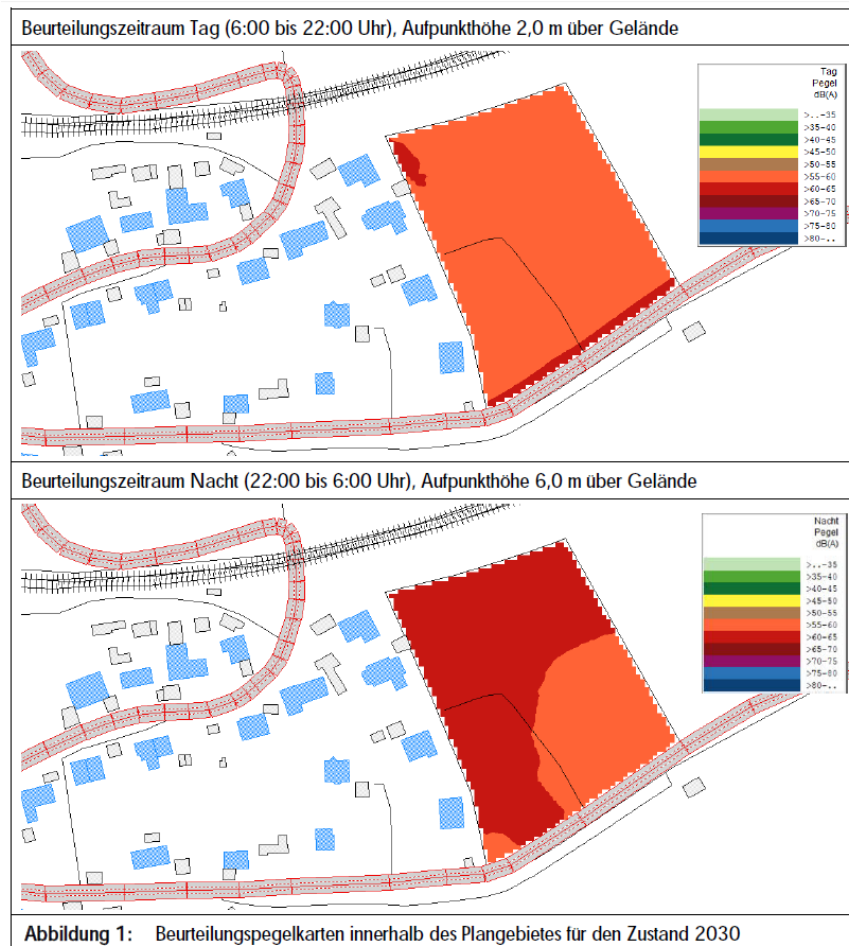 Beurteilungszeitraum Tag (6:00 bis 22:00 Uhr), Aufpunkthöhe 2,0 m über Gelände
Tag
Pegel
dB(A)
>..-35
>35-40
>40-45
>45-50
>50-55
>55-60
>60-65
>65-70
>70-75
>75-80
>80-..
Beurteilungszeitraum Nacht (22:00 bis 6:00 Uhr), Aufpunkthöhe 6,0 m über Gelände
Nacht
Pegel
dB(A)
>..-35
>35-40
>40-45
>45-50
>50-55
>55-60
>60-65
>65-70
>70-75
>75-80
>80-..
Abbildung 1: Beurteilungspegelkarten innerhalb des Plangebietes für den Zustand 2030